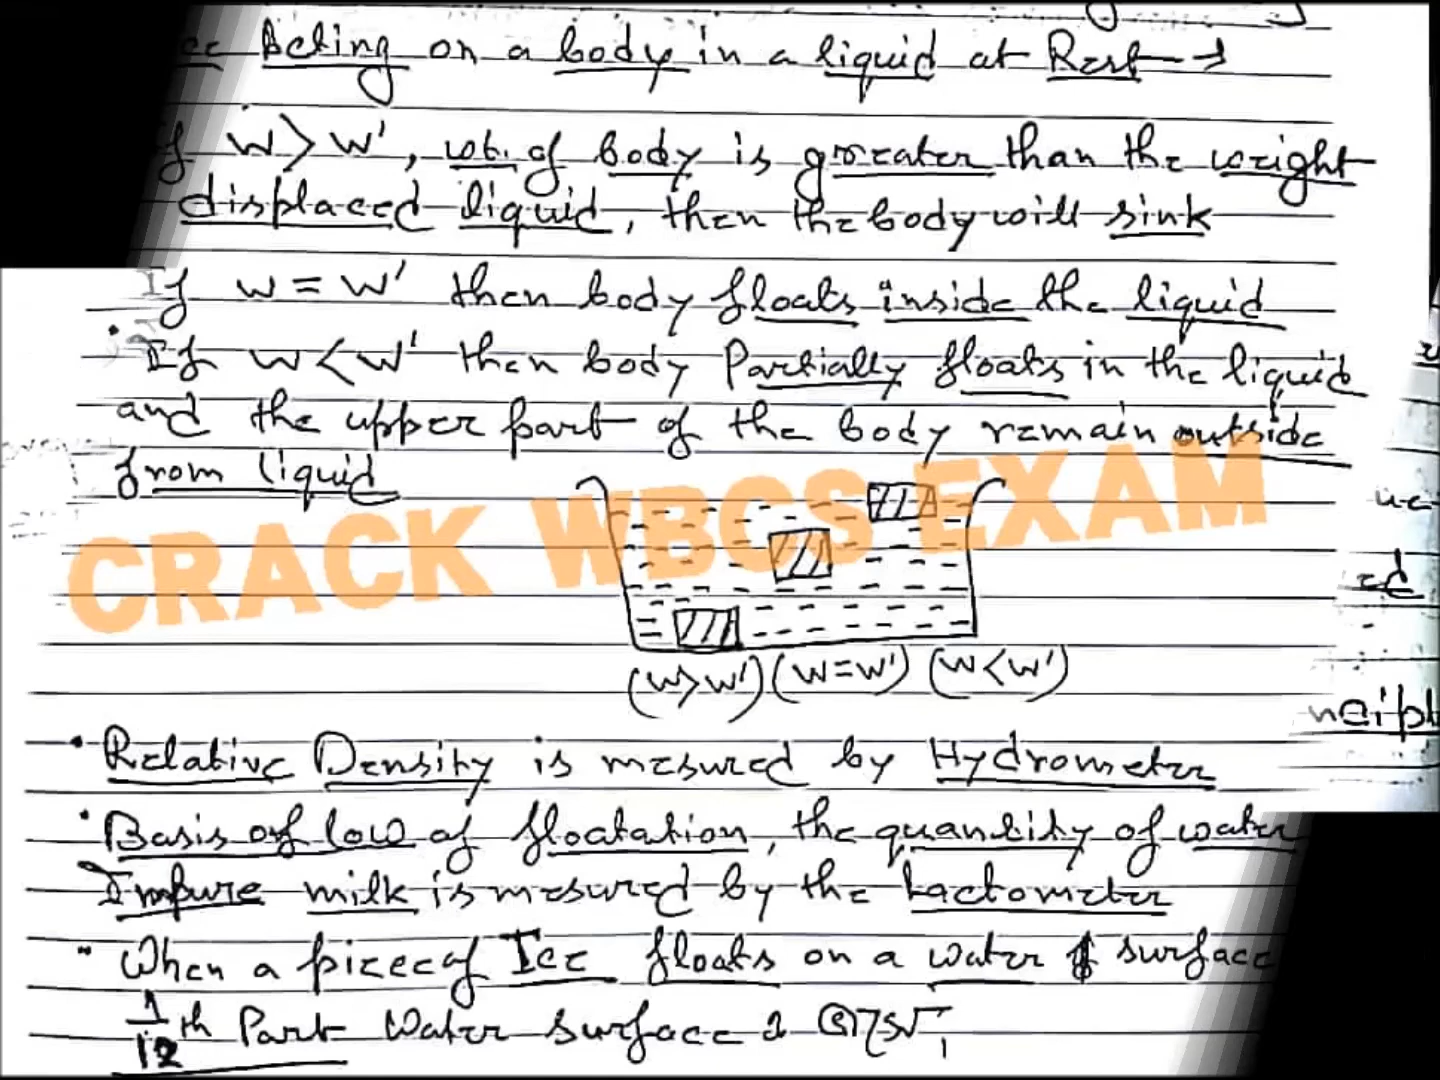 Acting on a body in a liquid at Rest →
If W > W', wt. of body is greater than the weight
displaced liquid, then the body will sink
If W = W' then body floats inside the liquid
If W < W' then body Partially floats in the liquid
and the upper part of the body remain outside
from liquid
CRACK WBCS EXAM
(W>W') (W=W') (W<W')
• Relative Density is mesured by Hydrometer
• Basis of low of floatation, the quantity of water
Impure milk is mesured by the Lactometer
• When a piece of Ice floats on a water surface
1/12 th Part Water surface